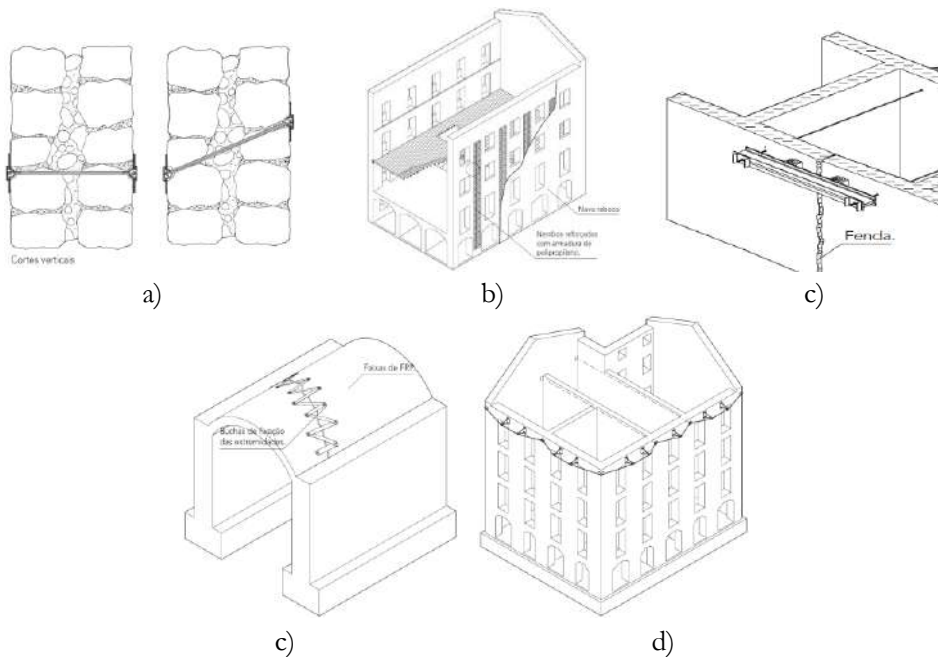 Cortes verticais
a)
Novo reboco
Nembos reforçados
com armadura de
polipropileno.
b)
Fenda.
c)
Faixas de FRP.
Buchas de fixação
das extremidades.
c)
d)